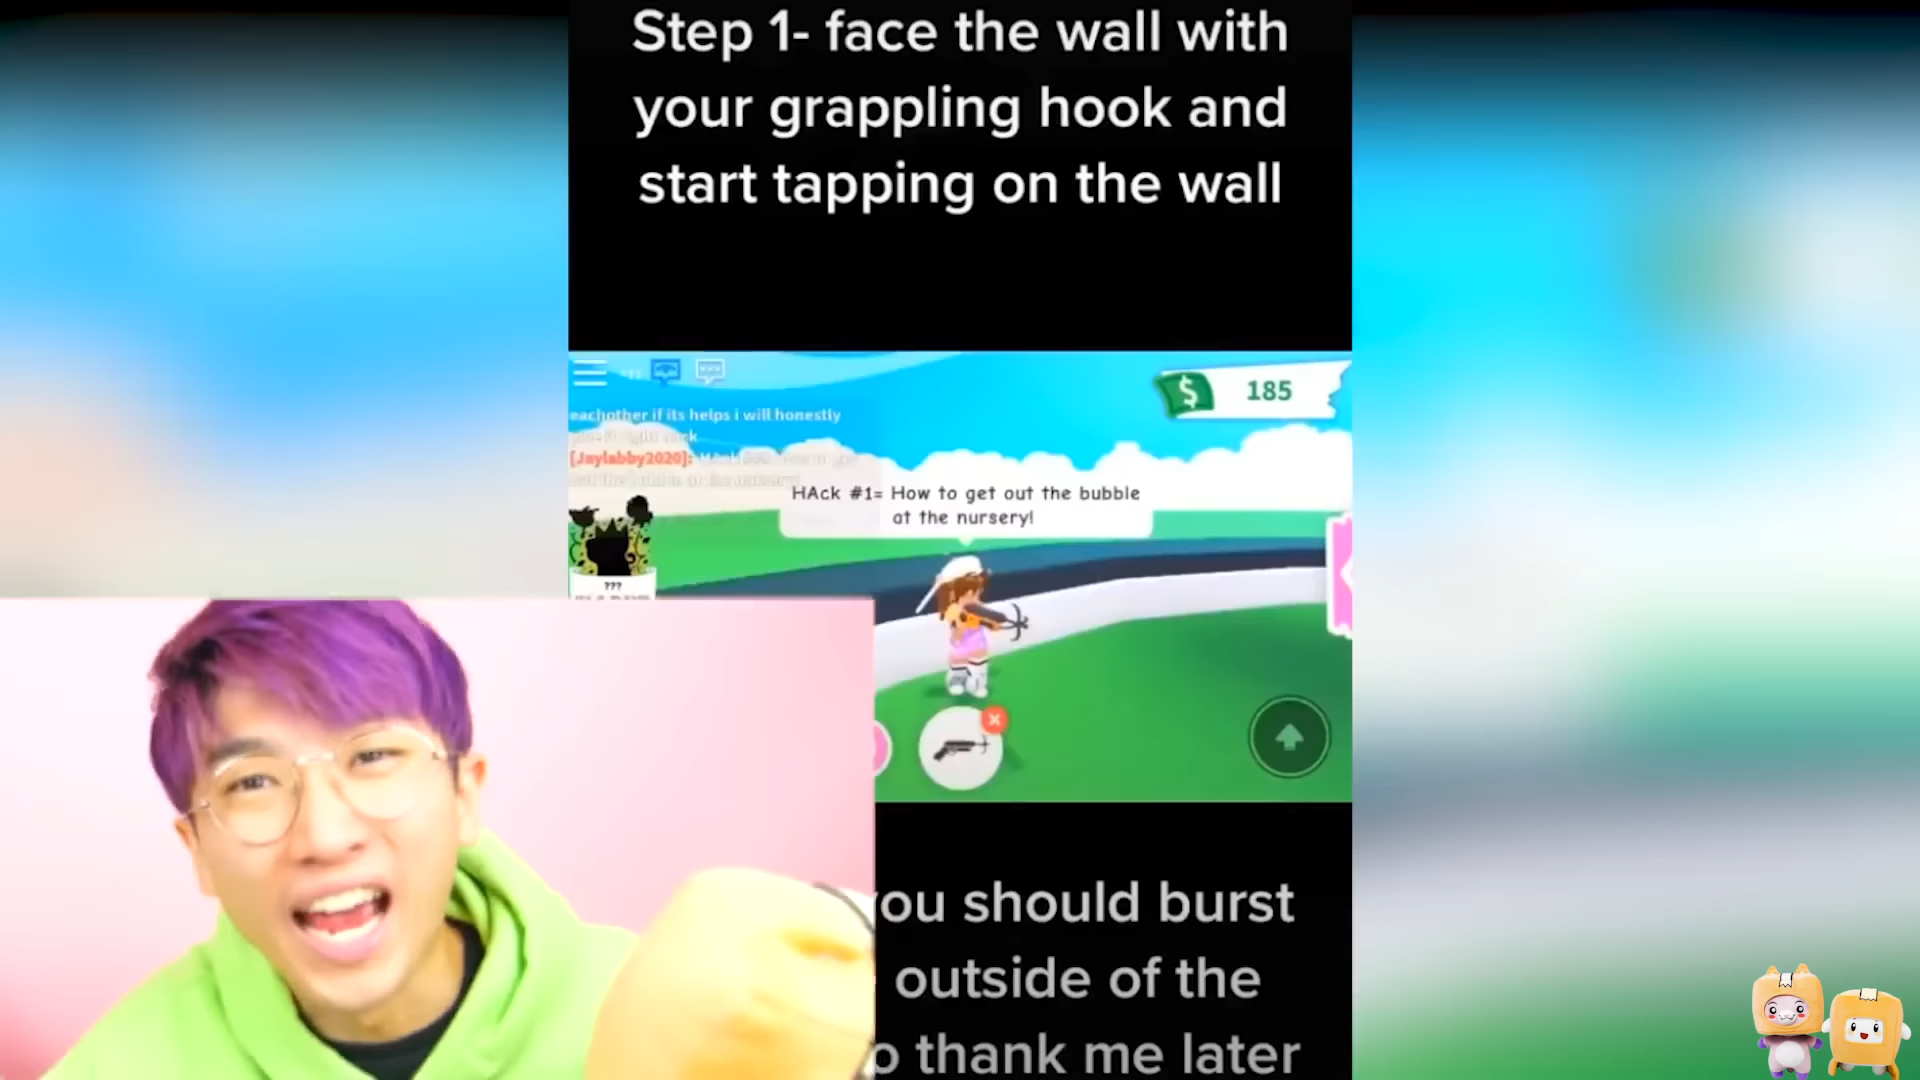 Step 1- face the wall with
your grappling hook and
start tapping on the wall
185
eachother if its helps i will honestly
[Jaylabby2020]:
HAck #1= How to get out the bubble
at the nursery!
???
you should burst
outside of the
thank me later